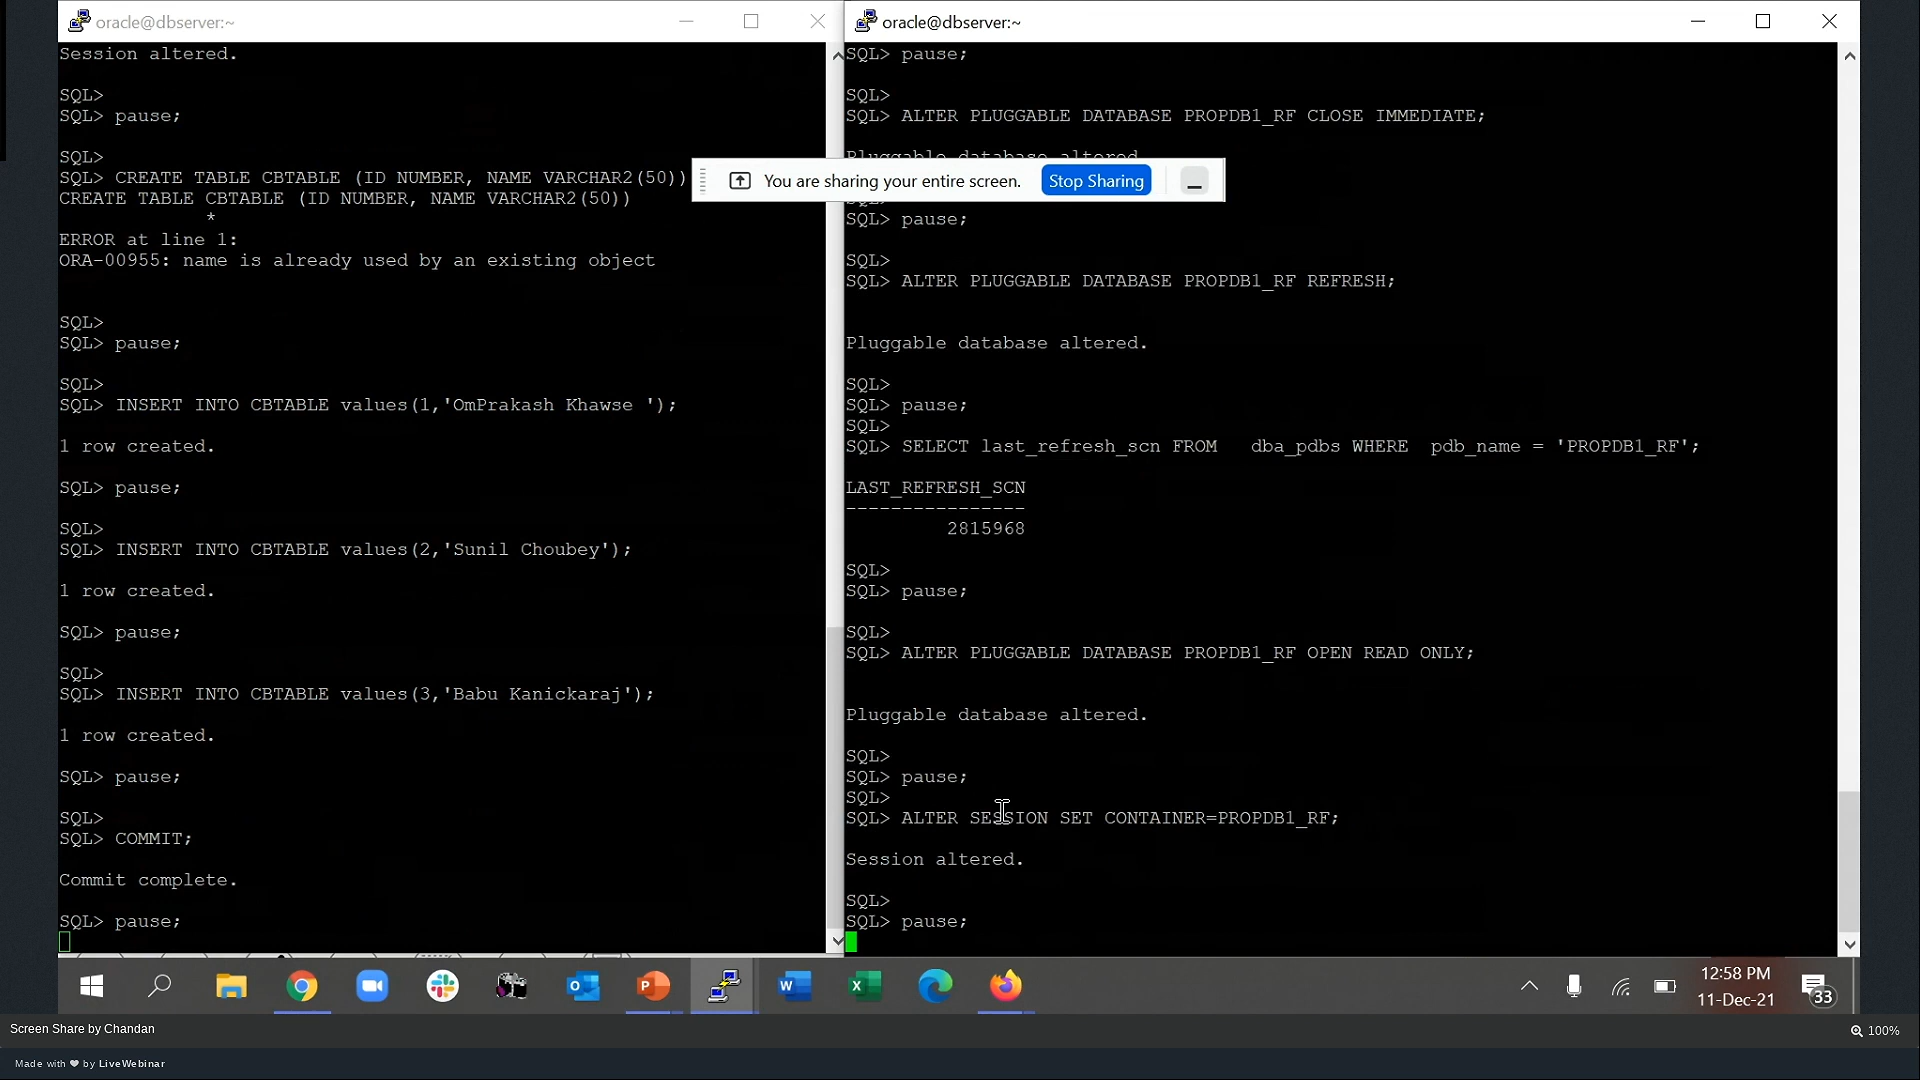 oracle@dbserver:~
Session altered.
SQL>
SQL> pause;
SQL>
SQL> CREATE TABLE CBTABLE (ID NUMBER, NAME VARCHAR2(50))
CREATE TABLE CBTABLE (ID NUMBER, NAME VARCHAR2(50))
*
ERROR at line 1:
ORA-00955: name is already used by an existing object
SQL>
SQL> pause;
SQL>
SQL> INSERT INTO CBTABLE values(1,'OmPrakash Khawse ');
1 row created.
SQL> pause;
SQL>
SQL> INSERT INTO CBTABLE values(2,'Sunil Choubey');
1 row created.
SQL> pause;
SQL>
SQL> INSERT INTO CBTABLE values(3,'Babu Kanickaraj');
1 row created.
SQL> pause;
SQL>
SQL> COMMIT;
Commit complete.
SQL> pause;
oracle@dbserver:~
SQL> pause;
SQL>
SQL> ALTER PLUGGABLE DATABASE PROPDB1_RF CLOSE IMMEDIATE;
Pluggable database altered
You are sharing your entire screen.
Stop Sharing
SQL> pause;
SQL>
SQL> ALTER PLUGGABLE DATABASE PROPDB1_RF REFRESH;
Pluggable database altered.
SQL>
SQL> pause;
SQL>
SQL> SELECT last_refresh_scn FROM   dba_pdbs WHERE  pdb_name = 'PROPDB1_RF';
LAST_REFRESH_SCN
----------------
2815968
SQL>
SQL> pause;
SQL>
SQL> ALTER PLUGGABLE DATABASE PROPDB1_RF OPEN READ ONLY;
Pluggable database altered.
SQL>
SQL> pause;
SQL>
SQL> ALTER SESSION SET CONTAINER=PROPDB1_RF;
Session altered.
SQL>
SQL> pause;
12:58 PM
11-Dec-21
33
Screen Share by Chandan
100%
Made with ❤ by LiveWebinar